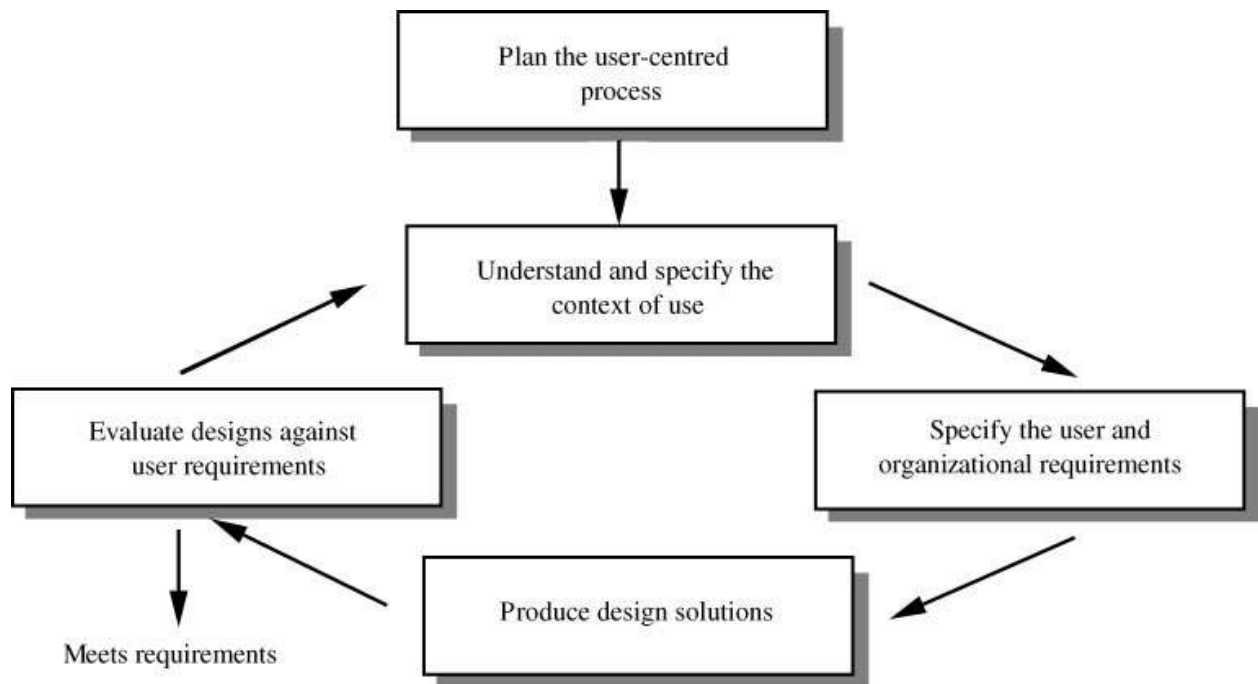 Plan the user-centred
process
Understand and specify the
context of use
Evaluate designs against
user requirements
Specify the user and
organizational requirements
Produce design solutions
Meets requirements